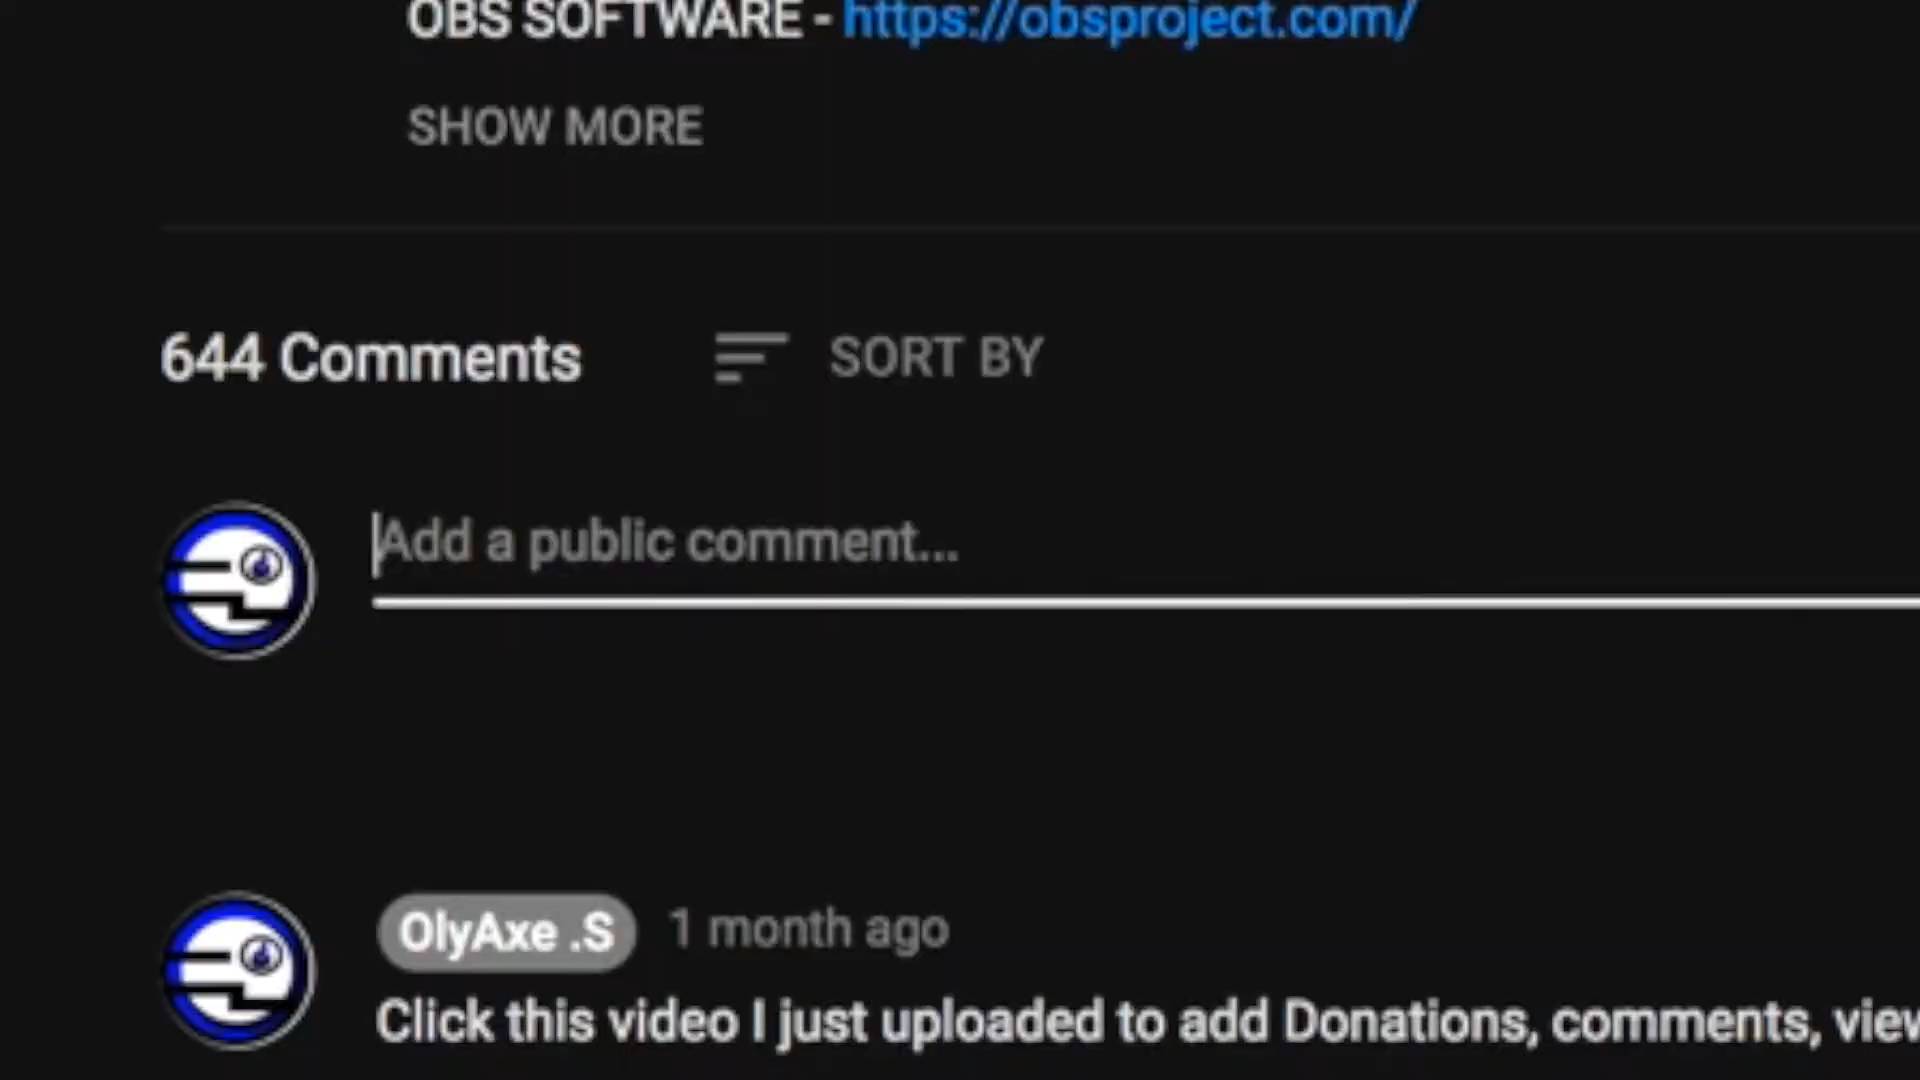 OBS SOFTWARE - https://obsproject.com/
SHOW MORE
644 Comments SORT BY
Add a public comment...
OlyAxe .S 1 month ago
Click this video I just uploaded to add Donations, comments,